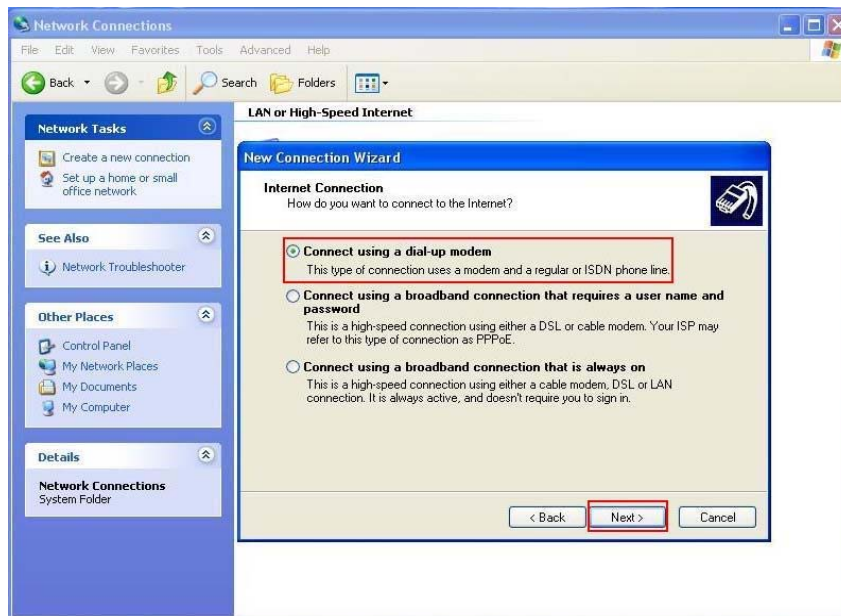 Network Connections
File Edit View Favorites Tools Advanced Help
Back Search Folders
LAN or High-Speed Internet
Network Tasks
Create a new connection
Set up a home or small
office network
See Also
Network Troubleshooter
Other Places
Control Panel
My Network Places
My Documents
My Computer
Details
Network Connections
System Folder
New Connection Wizard
Internet Connection
How do you want to connect to the Internet?
Connect using a dial-up modem
This type of connection uses a modem and a regular or ISDN phone line.
Connect using a broadband connection that requires a user name and
password
This is a high-speed connection using either a DSL or cable modem. Your ISP may
refer to this type of connection as PPPoE.
Connect using a broadband connection that is always on
This is a high-speed connection using either a cable modem, DSL or LAN
connection. It is always active, and doesn't require you to sign in.
< Back Next > Cancel